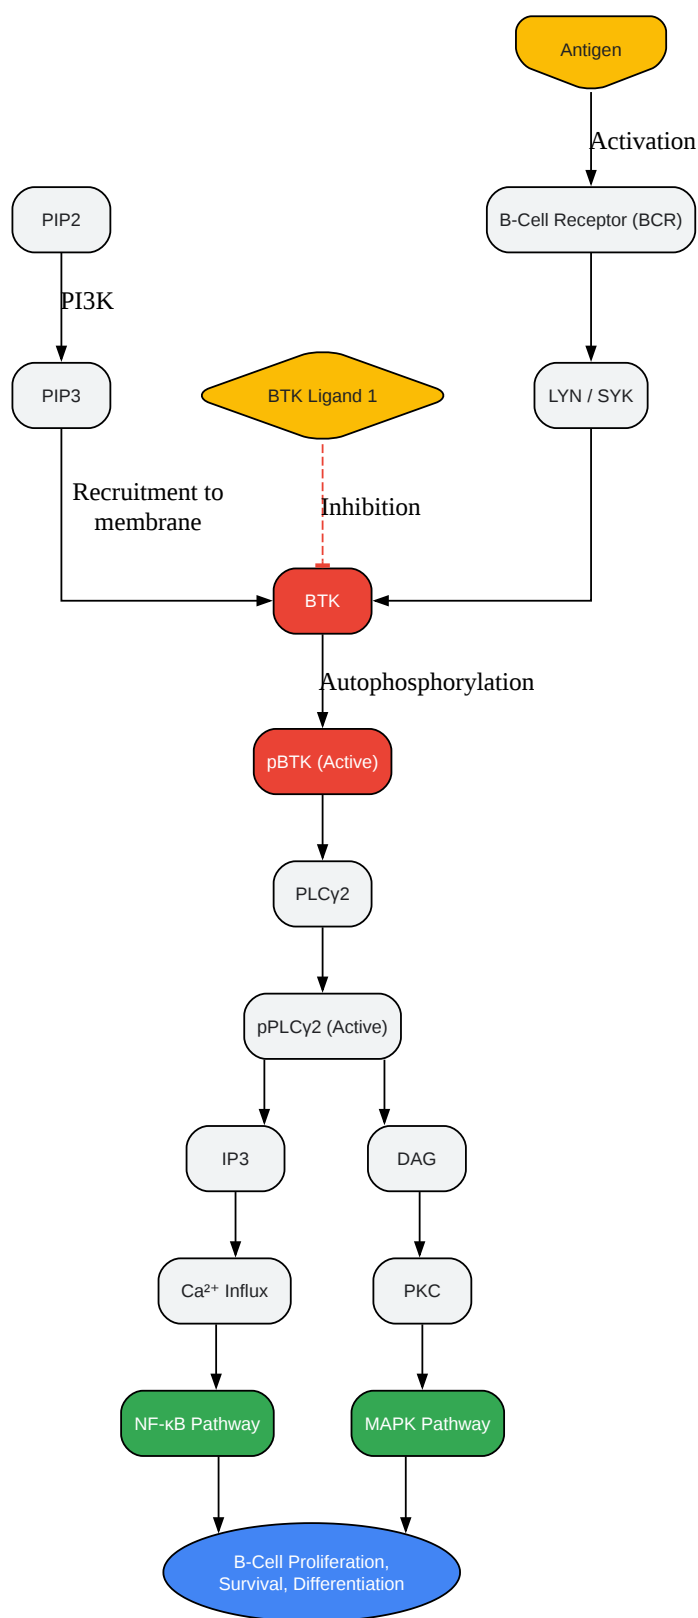 Antigen
Activation
PIP2
B-Cell Receptor (BCR)
PI3K
PIP3
BTK Ligand 1
LYN / SYK
Recruitment to
membrane
Inhibition
BTK
Autophosphorylation
pBTK (Active)
PLCγ2
pPLCγ2 (Active)
IP3
DAG
Ca²⁺ Influx
PKC
NF-κB Pathway
MAPK Pathway
B-Cell Proliferation,
Survival, Differentiation